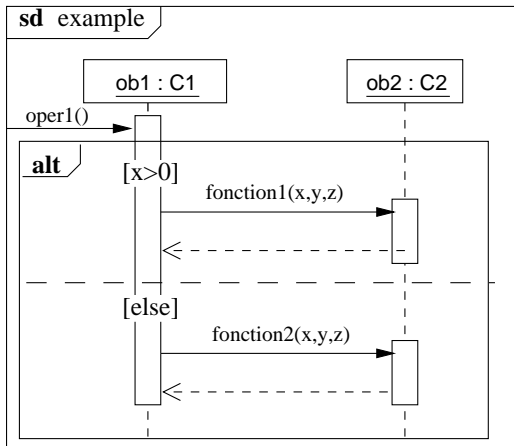 sd example
ob1 : C1
ob2 : C2
oper1()
alt
[x>0]
fonction1(x,y,z)
[else]
fonction2(x,y,z)